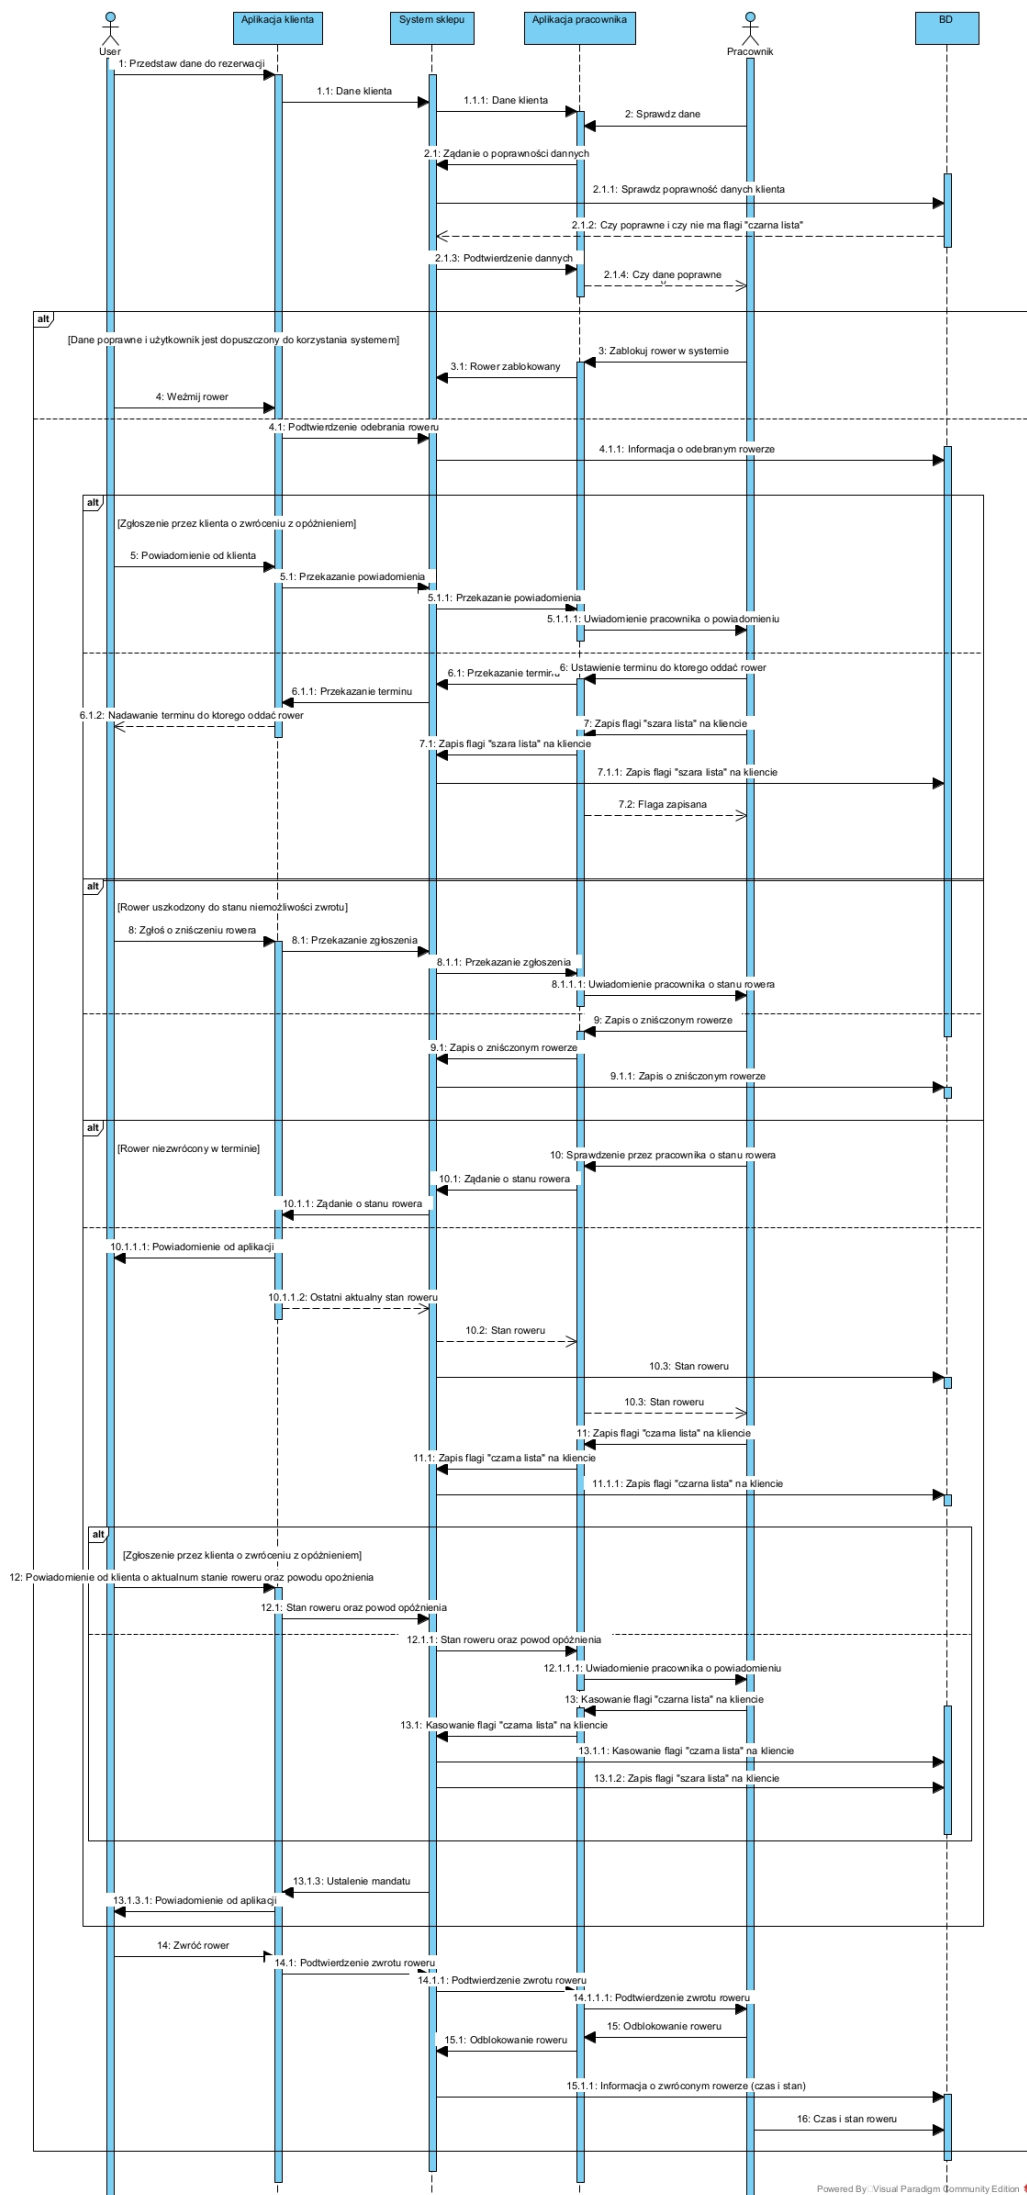 Aplikacja klienta
System sklepu
Aplikacja pracownika
BD
User
Pracownik
1: Przedstaw dane do rezerwacji
1.1: Dane klienta
1.1.1: Dane klienta
2: Sprawdz dane
2.1: Ządanie o poprawności dannych
2.1.1: Sprawdz poprawność danych klienta
2.1.2: Czy poprawne i czy nie ma flagi "czarna lista"
2.1.3: Podtwierdzenie dannych
2.1.4: Czy dane poprawne
alt
[Dane poprawne i użytkownik jest dopuszczony do korzystania systemem]
3: Zablokuj rower w systemie
3.1: Rower zablokowany
4: Weźmij rower
4.1: Podtwierdzenie odebrania roweru
4.1.1: Informacja o odebranym rowerze
alt
[Zgłoszenie przez klienta o zwróceniu z opóżnieniem]
5: Powiadomienie od klienta
5.1: Przekazanie powiadomienia
5.1.1: Przekazanie powiadomienia
5.1.1.1: Uwiadomienie pracownika o powiadomieniu
6: Ustawienie terminu do ktorego oddać rower
6.1: Przekazanie terminu
6.1.1: Przekazanie terminu
6.1.2: Nadawanie terminu do ktorego oddać rower
7: Zapis flagi "szara lista" na kliencie
7.1: Zapis flagi "szara lista" na kliencie
7.1.1: Zapis flagi "szara lista" na kliencie
7.2: Flaga zapisana
alt
[Rower uszkodzony do stanu niemożliwości zwrotu]
8: Zgłoś o zniśczeniu rowera
8.1: Przekazanie zgłoszenia
8.1.1: Przekazanie zgłoszenia
8.1.1.1: Uwiadomienie pracownika o stanu rowera
9: Zapis o zniśczonym rowerze
9.1: Zapis o zniśczonym rowerze
9.1.1: Zapis o zniśczonym rowerze
alt
[Rower niezwrócony w terminie]
10: Sprawdzenie przez pracownika o stanu rowera
10.1: Ządanie o stanu rowera
10.1.1: Ządanie o stanu rowera
10.1.1.1: Powiadomienie od aplikacji
10.1.1.2: Ostatni aktualny stan roweru
10.2: Stan roweru
10.3: Stan roweru
10.3: Stan roweru
11: Zapis flagi "czarna lista" na kliencie
11.1: Zapis flagi "czarna lista" na kliencie
11.1.1: Zapis flagi "czarna lista" na kliencie
alt
[Zgłoszenie przez klienta o zwróceniu z opóżnieniem]
12: Powiadomienie od klienta o aktualnum stanie roweru oraz powodu opożnienia
12.1: Stan roweru oraz powod opóżnienia
12.1.1: Stan roweru oraz powod opóżnienia
12.1.1.1: Uwiadomienie pracownika o powiadomieniu
13: Kasowanie flagi "czarna lista" na kliencie
13.1: Kasowanie flagi "czarna lista" na kliencie
13.1.1: Kasowanie flagi "czarna lista" na kliencie
13.1.2: Zapis flagi "szara lista" na kliencie
13.1.3: Ustalenie mandatu
13.1.3.1: Powiadomienie od aplikacji
14: Zwróć rower
14.1: Podtwierdzenie zwrotu roweru
14.1.1: Podtwierdzenie zwrotu roweru
14.1.1.1: Podtwierdzenie zwrotu roweru
15: Odblokowanie roweru
15.1: Odblokowanie roweru
15.1.1: Informacja o zwróconym rowerze (czas i stan)
16: Czas i stan roweru
Powered By Visual Paradigm Community Edition